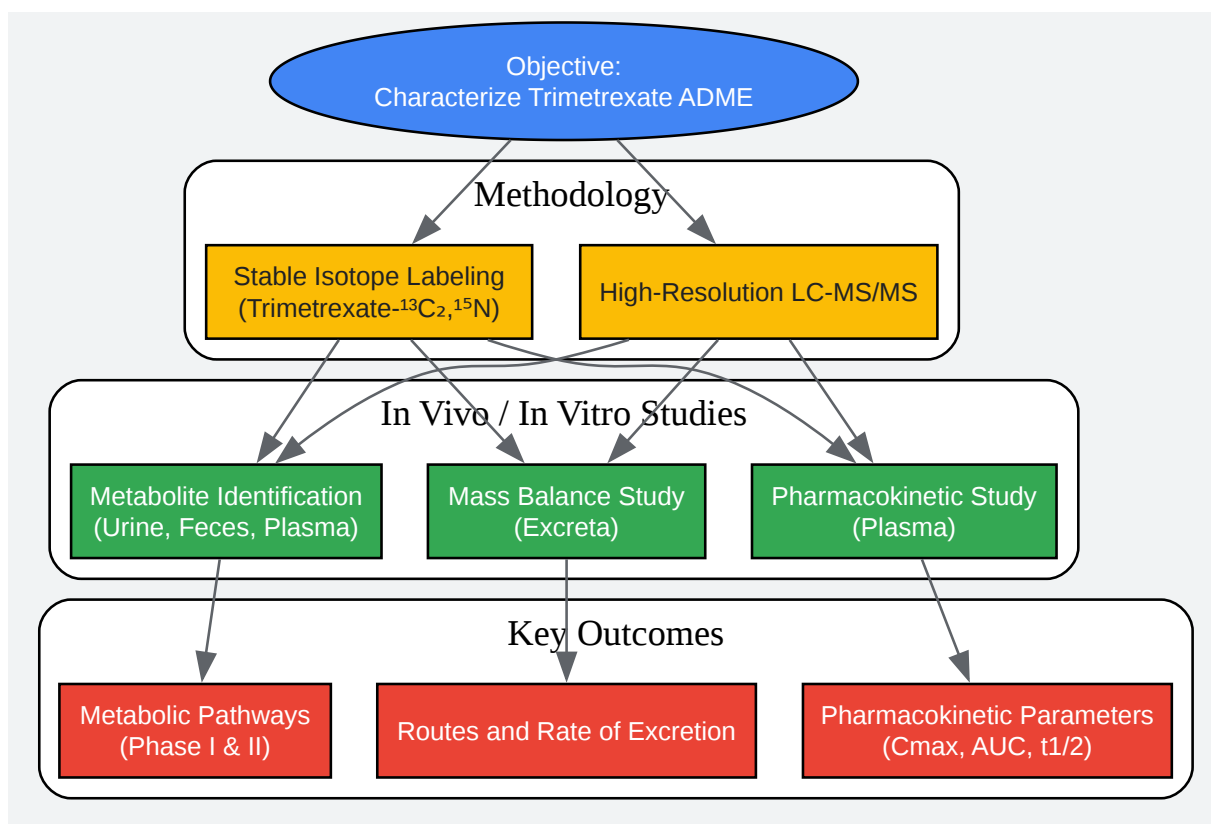 Objective:
Characterize Trimetrexate ADME
Methodology
Stable Isotope Labeling
(Trimetrexate-¹³C₂,¹⁵N)
High-Resolution LC-MS/MS
In Vivo / In Vitro Studies
Metabolite Identification
(Urine, Feces, Plasma)
Mass Balance Study
(Excreta)
Pharmacokinetic Study
(Plasma)
Key Outcomes
Metabolic Pathways
(Phase I & II)
Routes and Rate of Excretion
Pharmacokinetic Parameters
(Cmax, AUC, t1/2)